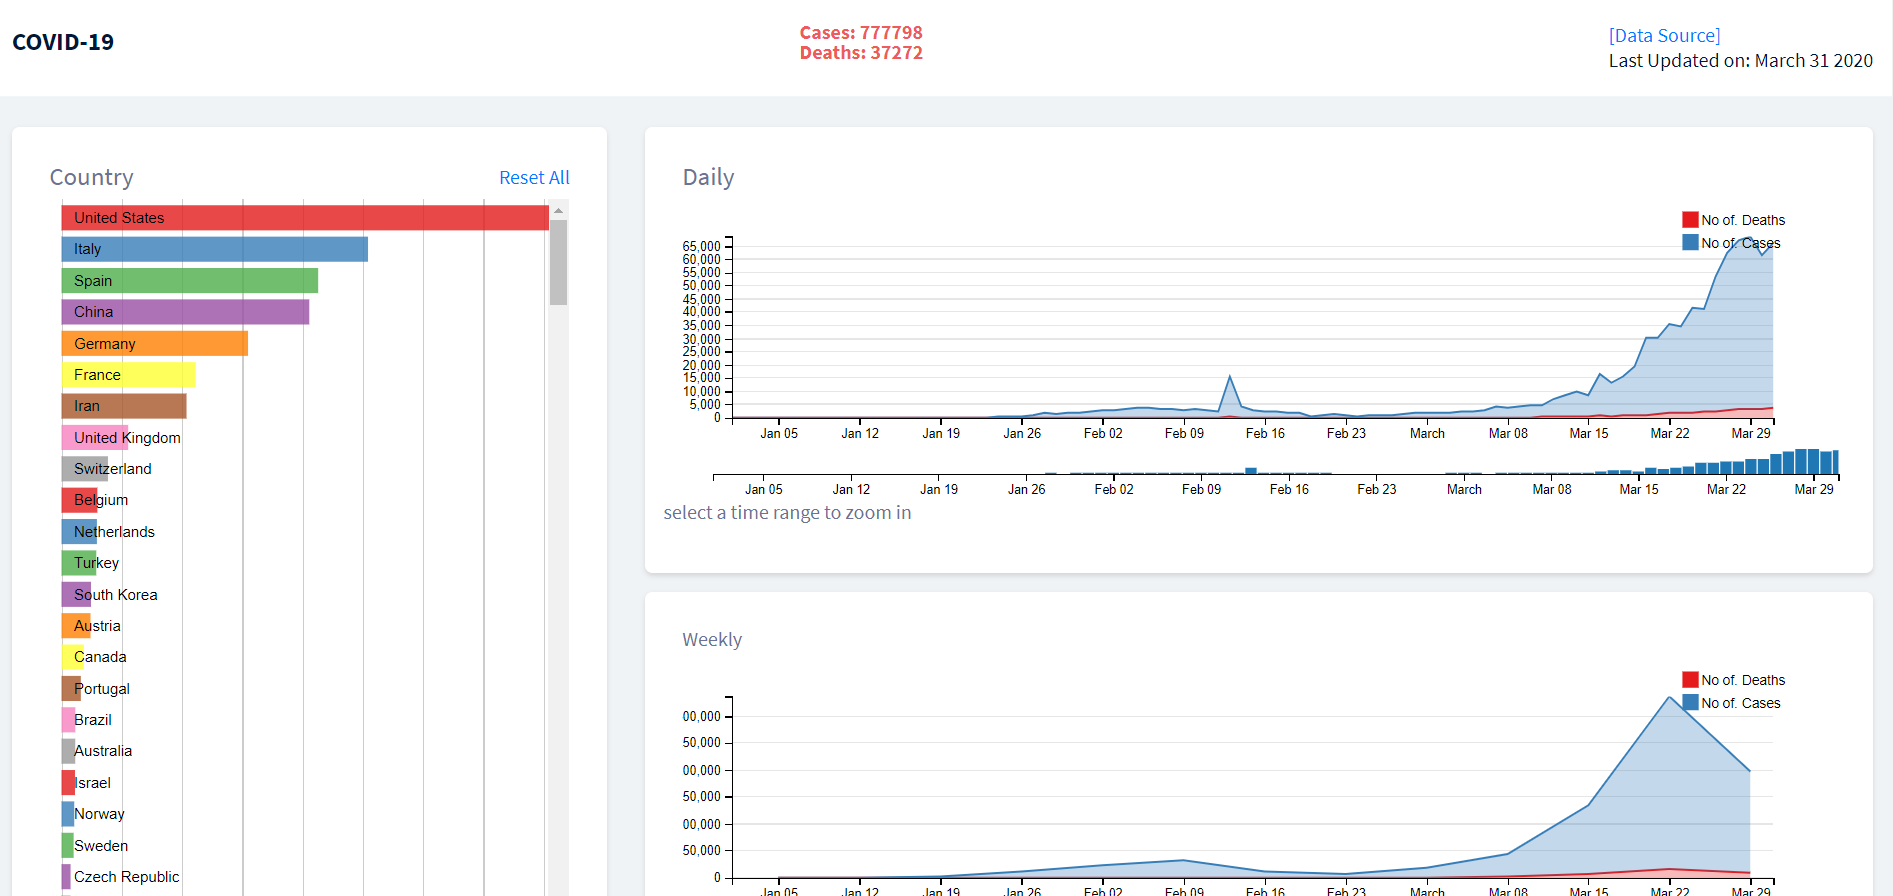 COVID-19
Cases: 777798
Deaths: 37272
[Data Source]
Last Updated on: March 31 2020
Country
Reset All
United States
Italy
Spain
China
Germany
France
Iran
United Kingdom
Switzerland
Belgium
Netherlands
Turkey
South Korea
Austria
Canada
Portugal
Brazil
Australia
Israel
Norway
Sweden
Czech Republic
Daily
No of. Deaths
No of. Cases
65,000
60,000
55,000
50,000
45,000
40,000
35,000
30,000
25,000
20,000
15,000
10,000
5,000
0
Jan 05 Jan 12 Jan 19 Jan 26 Feb 02 Feb 09 Feb 16 Feb 23 March Mar 08 Mar 15 Mar 22 Mar 29
Jan 05 Jan 12 Jan 19 Jan 26 Feb 02 Feb 09 Feb 16 Feb 23 March Mar 08 Mar 15 Mar 22 Mar 29
select a time range to zoom in
Weekly
No of. Deaths
No of. Cases
00,000
50,000
00,000
50,000
00,000
50,000
0
Jan 05 Jan 12 Jan 19 Jan 26 Feb 02 Feb 09 Feb 16 Feb 23 March Mar 08 Mar 15 Mar 22 Mar 29